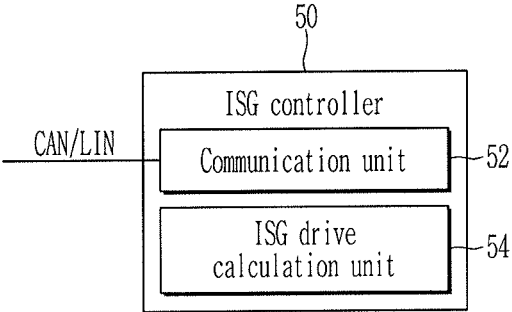 50
ISG controller
CAN/LIN
Communication unit
52
ISG drive
calculation unit
54